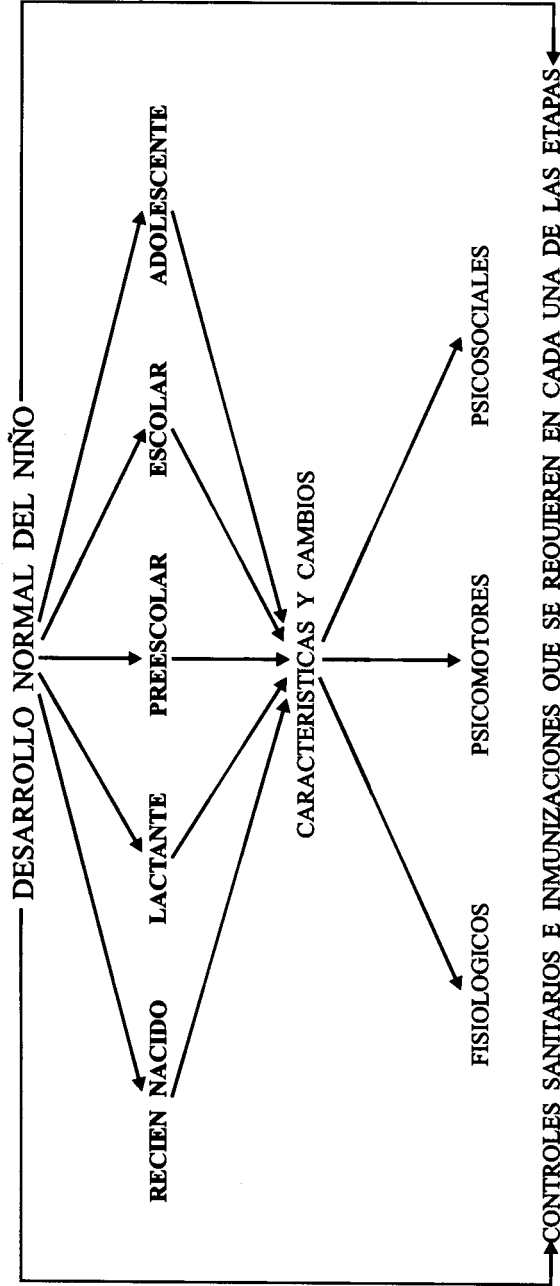 DESARROLLO NORMAL DEL NIÑO
RECIEN NACIDO LACTANTE PREESCOLAR ESCOLAR ADOLESCENTE
CARACTERISTICAS Y CAMBIOS
FISIOLOGICOS PSICOMOTORES PSICOSOCIALES
CONTROLES SANITARIOS E INMUNIZACIONES QUE SE REQUIEREN EN CADA UNA DE LAS ETAPAS